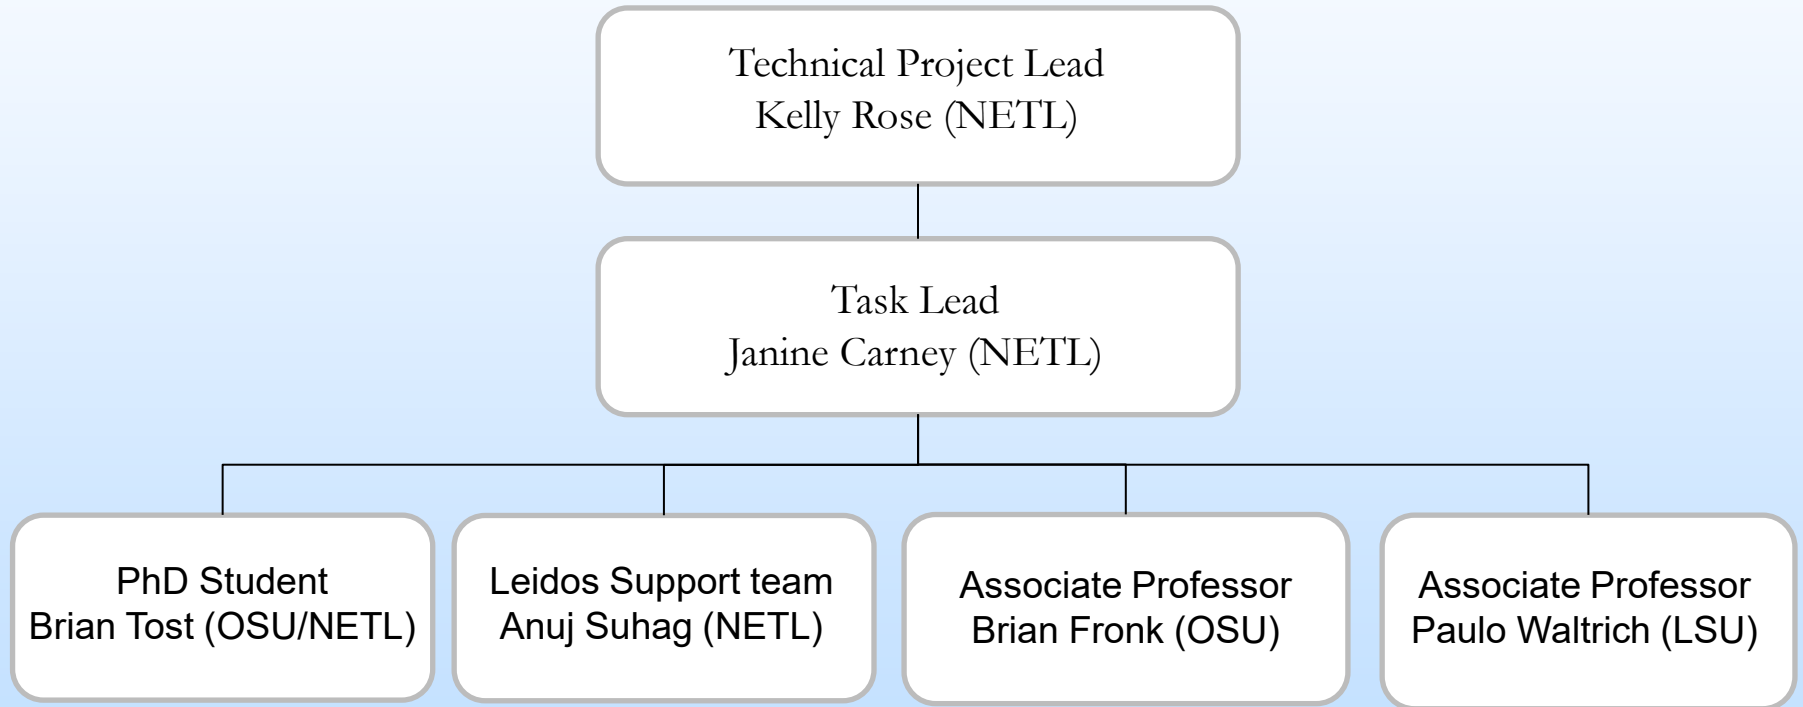 Technical Project Lead
Kelly Rose (NETL)
Task Lead
Janine Carney (NETL)
PhD Student
Brian Tost (OSU/NETL)
Leidos Support team
Anuj Suhag (NETL)
Associate Professor
Brian Fronk (OSU)
Associate Professor
Paulo Waltrich (LSU)